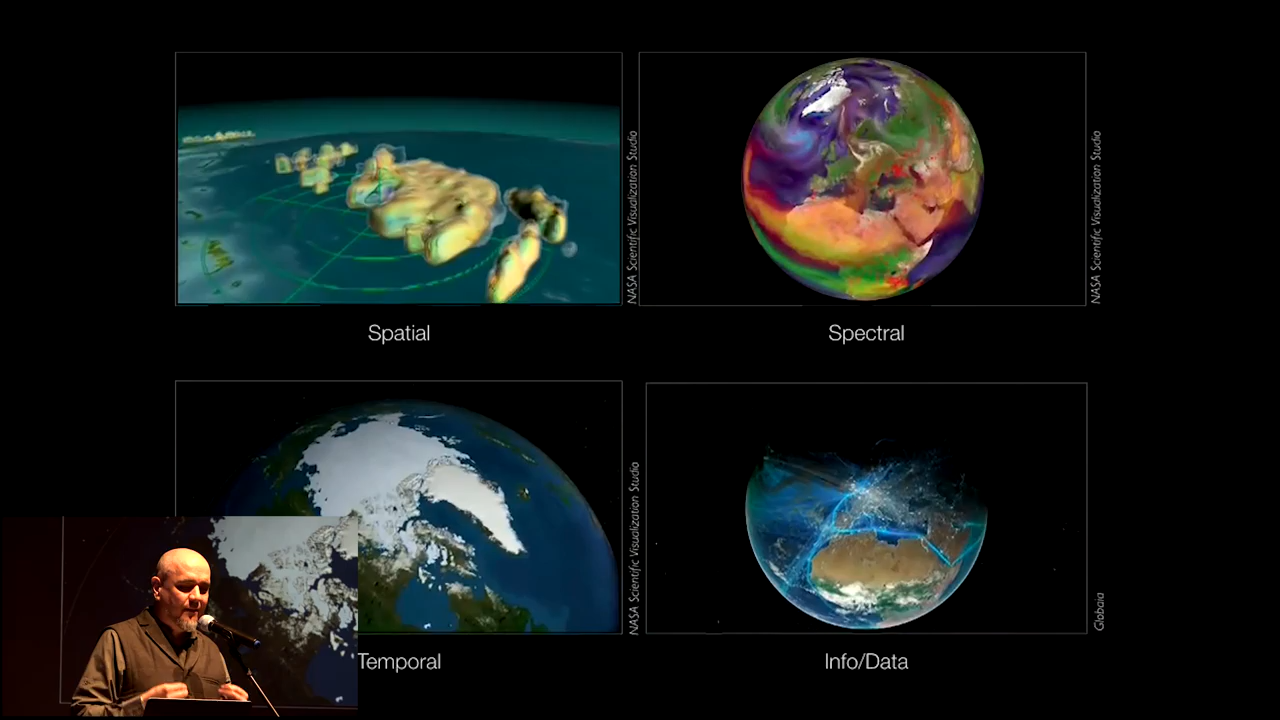 NASA Scientific Visualization Studio
NASA Scientific Visualization Studio
Spatial
Spectral
NASA Scientific Visualization Studio
Globaia
Temporal
Info/Data